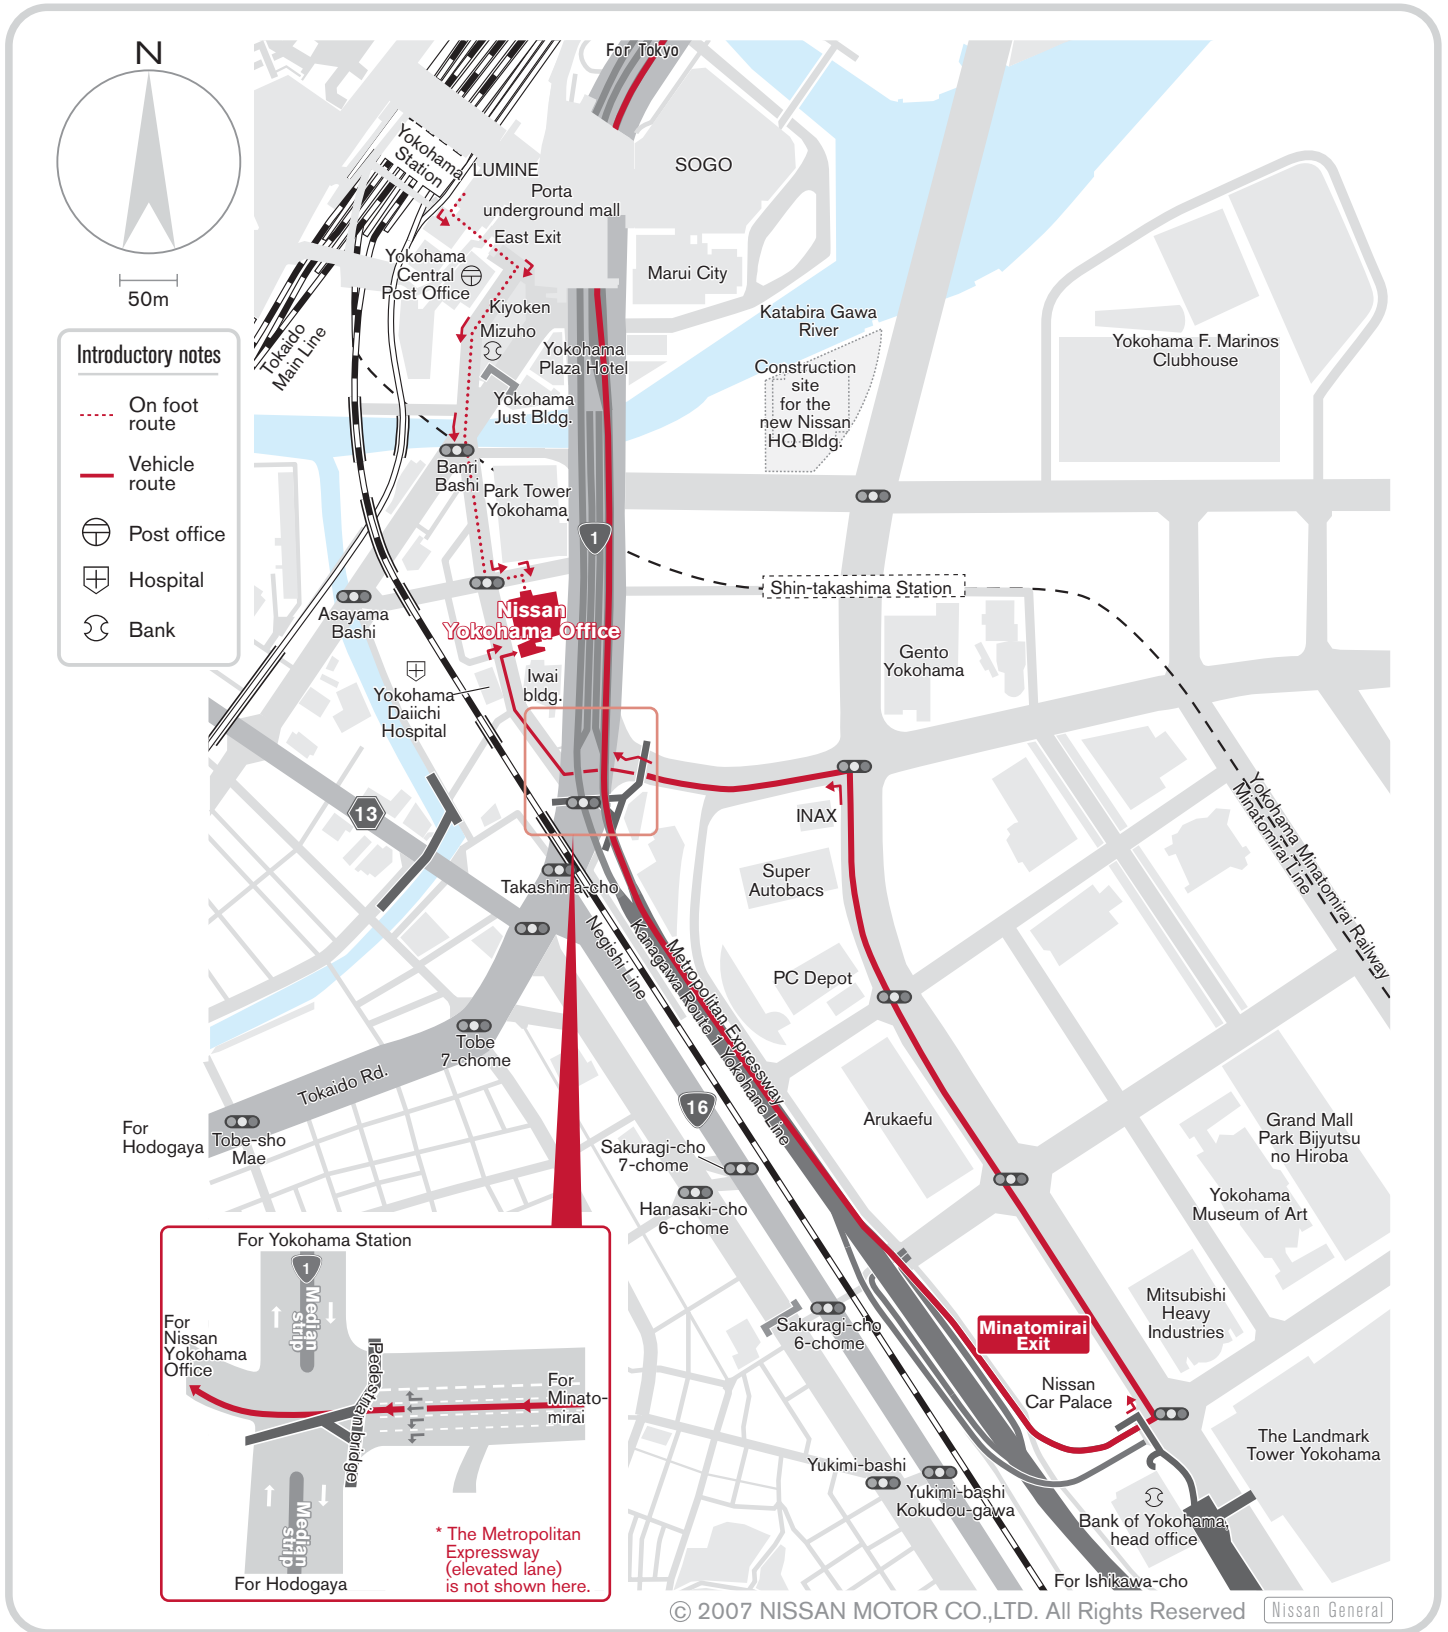 N
50m
Introductory notes
On foot
route
Vehicle
route
Post office
Hospital
Bank
For Tokyo
Yokohama
Station
LUMINE
SOGO
Porta
underground mall
East Exit
Yokohama
Central
Post Office
Marui City
Kiyoken
Mizuho
Tokaido
Main Line
Yokohama
Plaza Hotel
Katabira Gawa
River
Yokohama F. Marinos
Clubhouse
Construction
site
for the
new Nissan
HQ Bldg.
Yokohama
Just Bldg.
Banri
Bashi
Park Tower
Yokohama
1
Shin-takashima Station
Asayama
Bashi
Nissan
Yokohama Office
Gento
Yokohama
Iwai
bldg.
Yokohama
Daiichi
Hospital
13
INAX
Yokohama Minatomirai Railway
Minatomirai Line
Super
Autobacs
Takashima-cho
Negishi Line
Metropolitan Expressway
Kanagawa Route 1 Yokohane Line
PC Depot
Tobe
7-chome
Tokaido Rd.
16
Arukaefu
For
Hodogaya
Tobe-sho
Mae
Grand Mall
Park Bijyutsu
no Hiroba
Sakuragi-cho
7-chome
Hanasaki-cho
6-chome
Yokohama
Museum of Art
Mitsubishi
Heavy
Industries
Sakuragi-cho
6-chome
Minatomirai
Exit
Nissan
Car Palace
The Landmark
Tower Yokohama
Yukimi-bashi
Yukimi-bashi
Kokudou-gawa
Bank of Yokohama,
head office
For Ishikawa-cho
For Yokohama Station
1
Median
strip
For
Nissan
Yokohama
Office
Pedestrian bridge
For
Minato-
mirai
Median
strip
* The Metropolitan
Expressway
(elevated lane)
is not shown here.
For Hodogaya
© 2007 NISSAN MOTOR CO.,LTD. All Rights Reserved
Nissan General